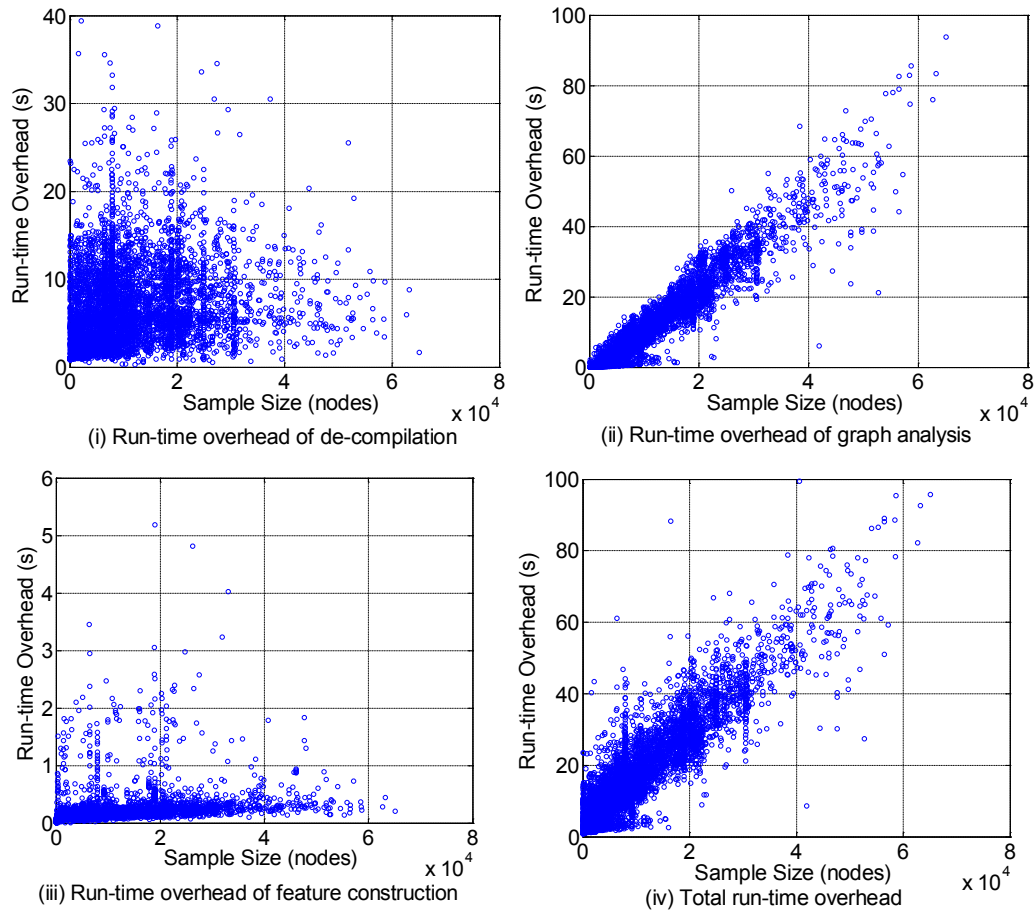 40
30
20
10
0
Run-time Overhead (s)
0 2 4 6 8
x 10^4
Sample Size (nodes)
(i) Run-time overhead of de-compilation
100
80
60
40
20
0
Run-time Overhead (s)
0 2 4 6 8
x 10^4
Sample Size (nodes)
(ii) Run-time overhead of graph analysis
6
5
4
3
2
1
0
Run-time Overhead (s)
0 2 4 6 8
x 10^4
Sample Size (nodes)
(iii) Run-time overhead of feature construction
100
80
60
40
20
0
Run-time Overhead (s)
0 2 4 6 8
x 10^4
Sample Size (nodes)
(iv) Total run-time overhead